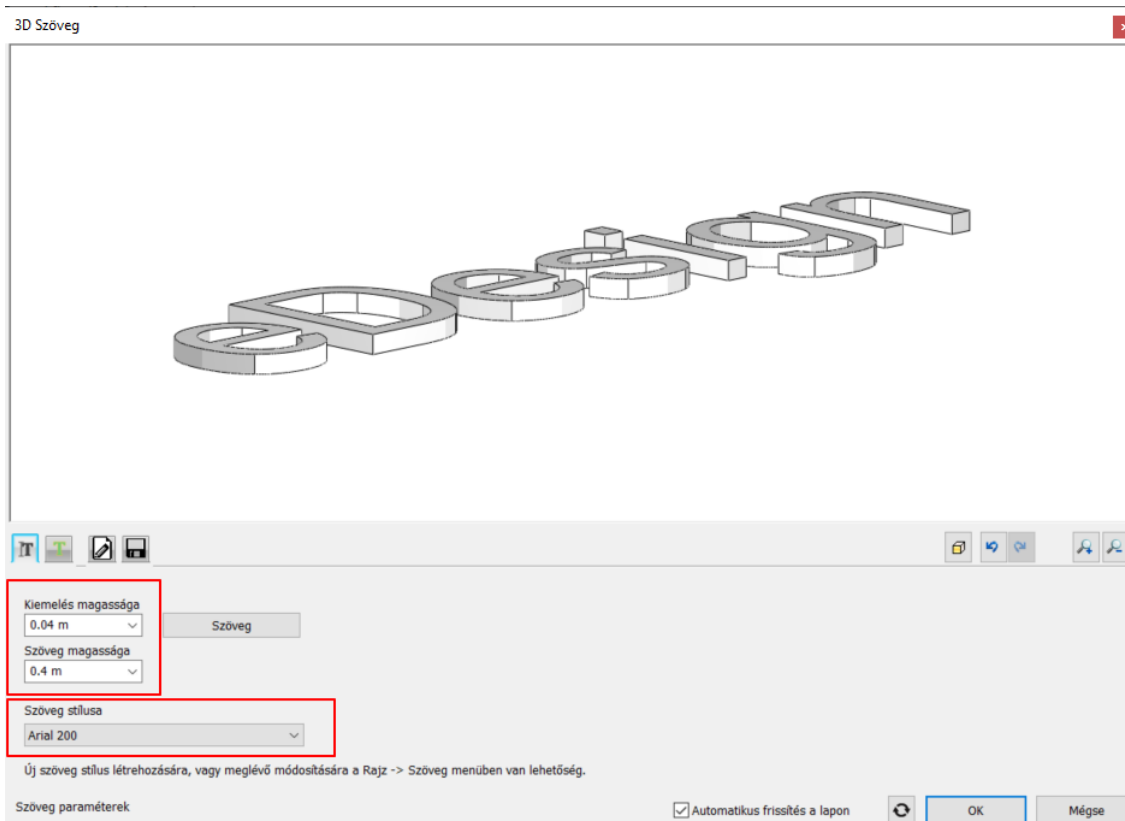 3D Szöveg
eDesign
Kiemelés magassága
0.04 m
Szöveg
Szöveg magassága
0.4 m
Szöveg stílusa
Arial 200
Új szöveg stílus létrehozására, vagy meglévő módosítására a Rajz -> Szöveg menüben van lehetőség.
Szöveg paraméterek
Automatikus frissítés a lapon
OK
Mégse